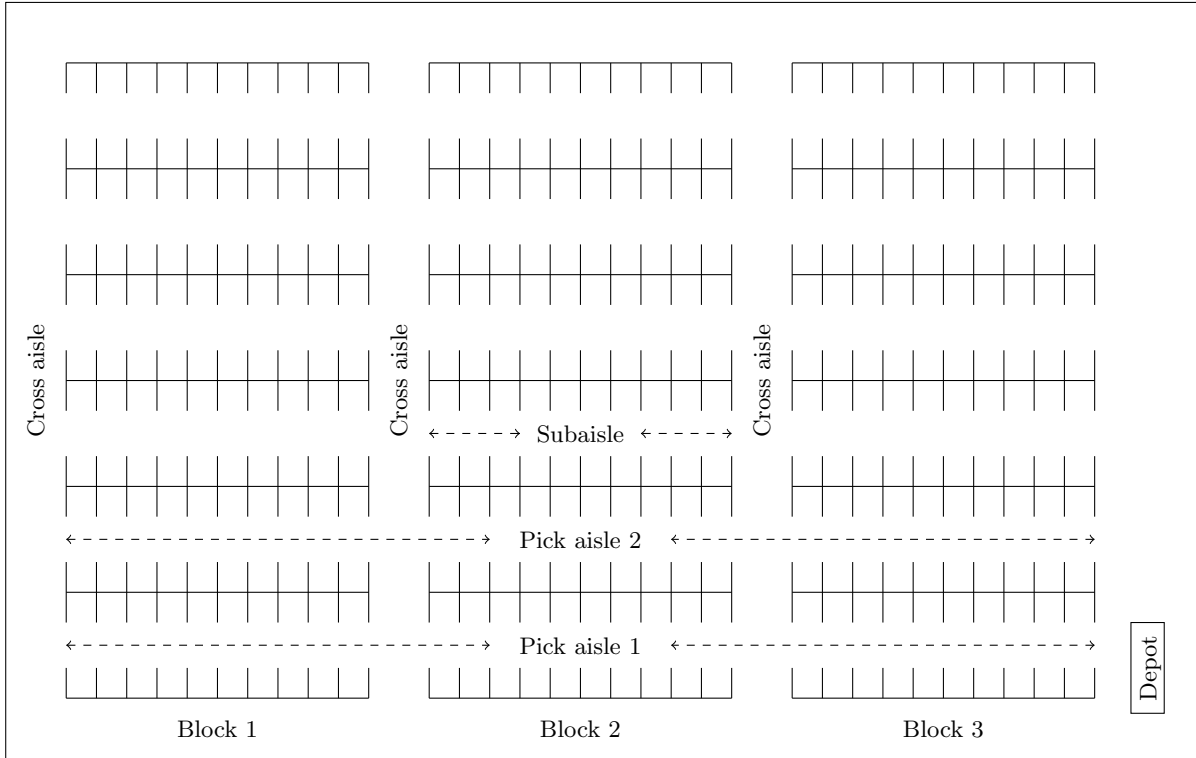 Cross aisle
Cross aisle
Cross aisle
Subaisle
Pick aisle 2
Pick aisle 1
Depot
Block 1
Block 2
Block 3